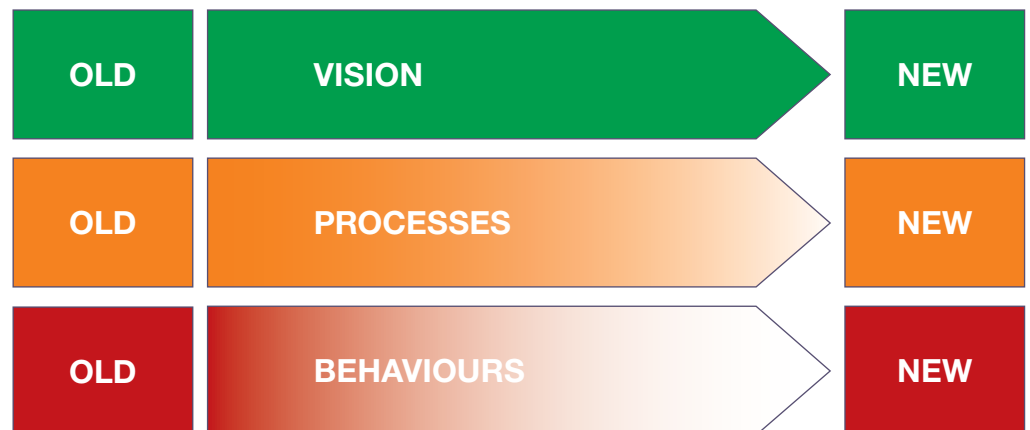 OLD VISION NEW
OLD PROCESSES NEW
OLD BEHAVIOURS NEW